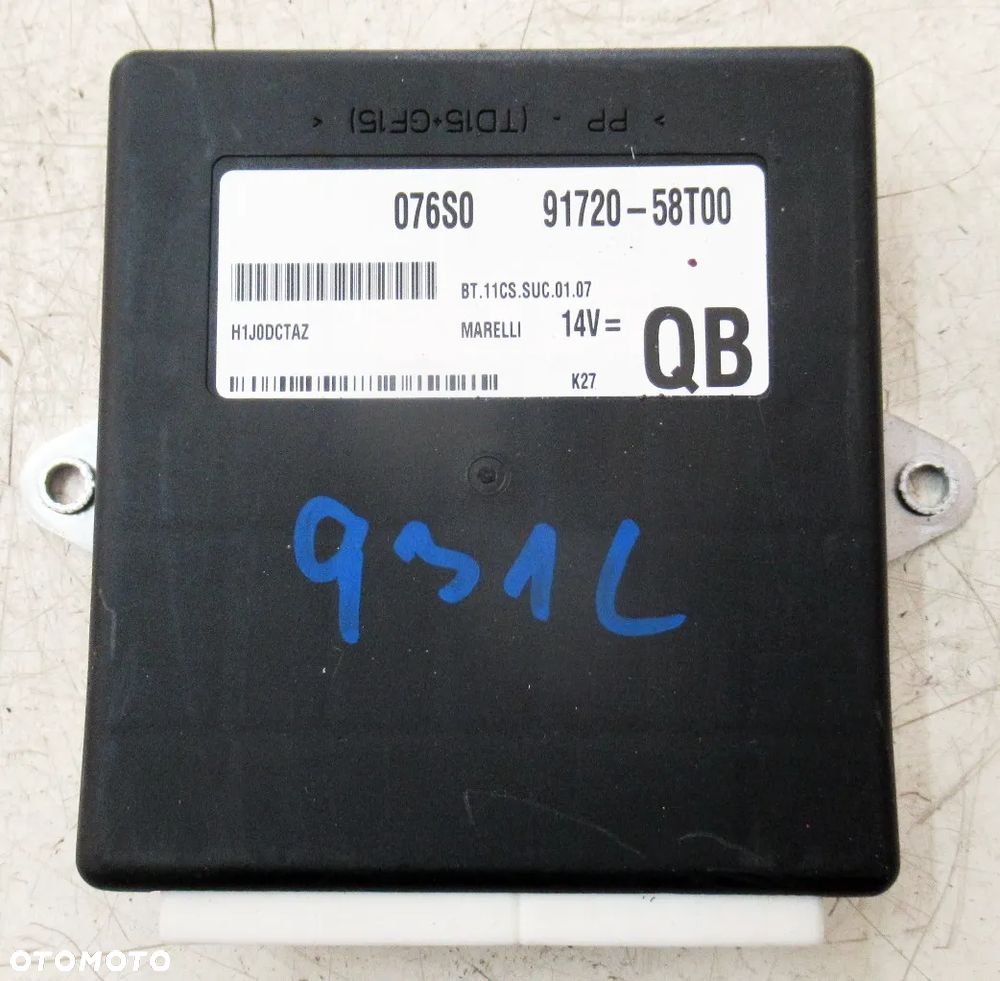 > PP - (TD15+GF15) <
076S0 91720-58T00
BT.11CS.SUC.01.07
H1J0DCTAZ MARELLI 14V= QB
K27
931L
OTOMOTO